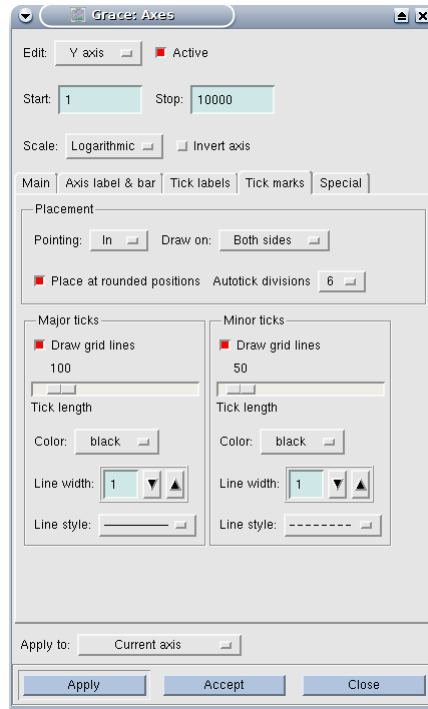 Grace: Axes
Edit: Y axis Active
Start: 1 Stop: 10000
Scale: Logarithmic Invert axis
Main Axis label & bar Tick labels Tick marks Special
Placement
Pointing: In Draw on: Both sides
Place at rounded positions Autotick divisions 6
Major ticks
Draw grid lines
100
Tick length
Color: black
Line width: 1
Line style:
Minor ticks
Draw grid lines
50
Tick length
Color: black
Line width: 1
Line style:
Apply to: Current axis
Apply Accept Close